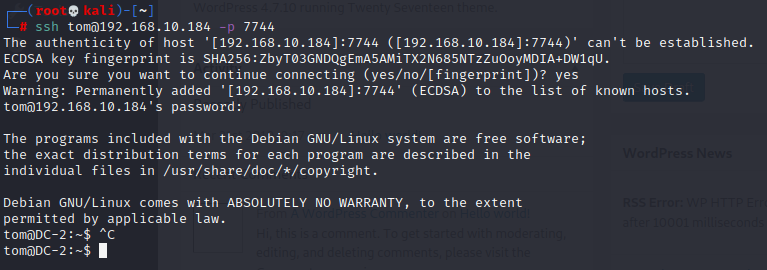 WordPress 4.7.10 running Twenty Seventeen theme.
┌──(root💀kali)-[~]
└─# ssh tom@192.168.10.184 -p 7744
The authenticity of host '[192.168.10.184]:7744 ([192.168.10.184]:7744)' can't be established.
ECDSA key fingerprint is SHA256:ZbyT03GNDQgEmA5AMiTX2N685NTzZuOoyMDIA+DW1qU.
Are you sure you want to continue connecting (yes/no/[fingerprint])? yes
Warning: Permanently added '[192.168.10.184]:7744' (ECDSA) to the list of known hosts.
Published
tom@192.168.10.184's password:
The programs included with the Debian GNU/Linux system are free software;
the exact distribution terms for each program are described in the
WordPress News
individual files in /usr/share/doc/*/copyright.
Debian GNU/Linux comes with ABSOLUTELY NO WARRANTY, to the extent
RSS Error: WP HTTP Error
From A WordPress Commenter on Hello world!
permitted by applicable law.
after 10001 milliseconds
tom@DC-2:~$ ^C
Hi, this is a comment. To get started with moderating,
tom@DC-2:~$
editing, and deleting comments, please visit the